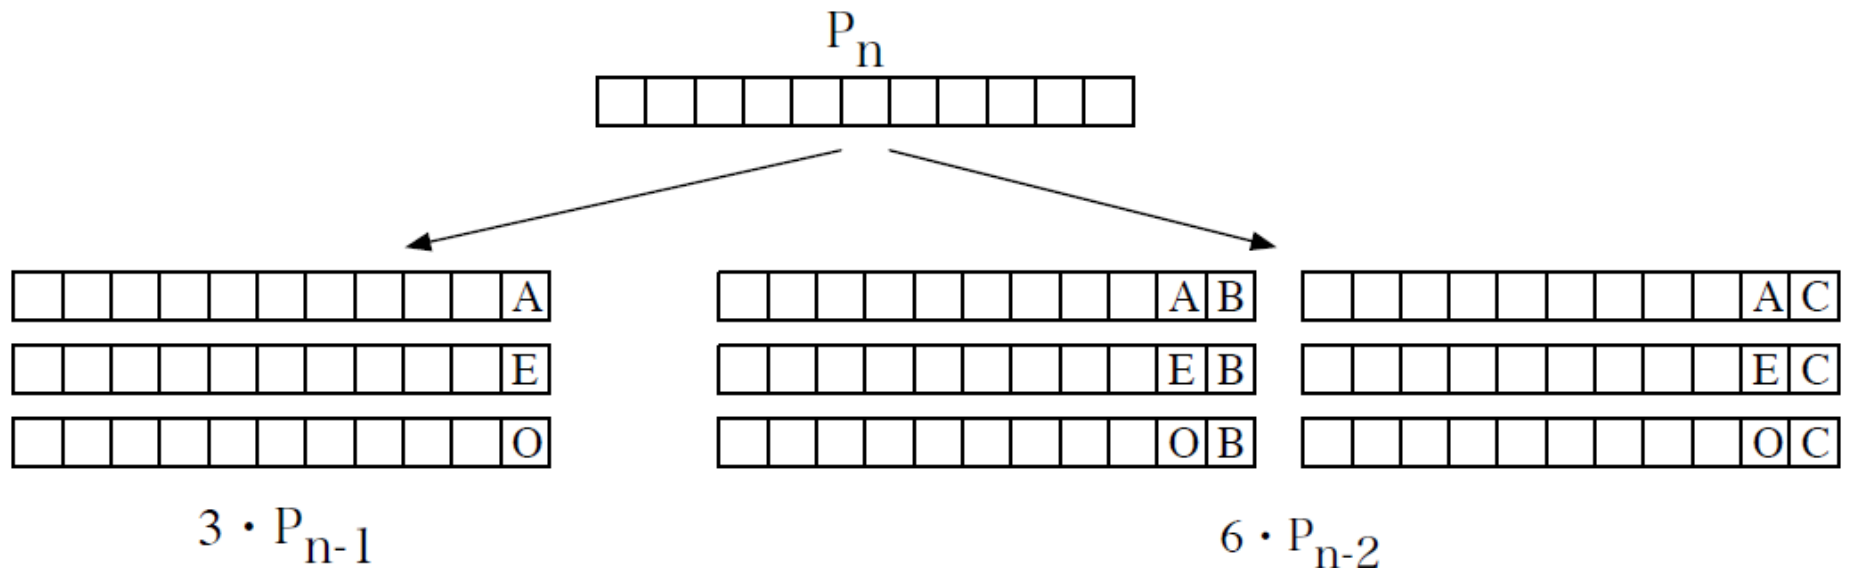 Pn
A A B A C
E E B E C
O O B O C
3 · Pn-1 6 · Pn-2